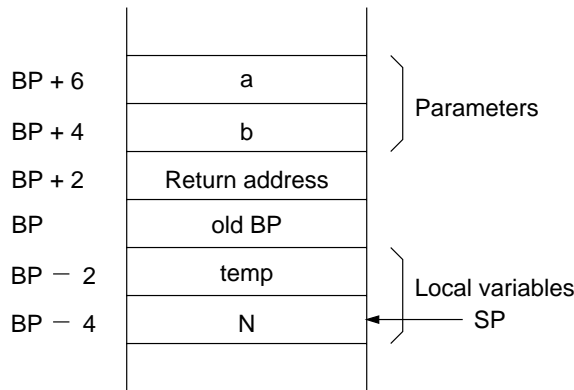 BP + 6 a
Parameters
BP + 4 b
BP + 2 Return address
BP old BP
BP − 2 temp
Local variables
BP − 4 N SP